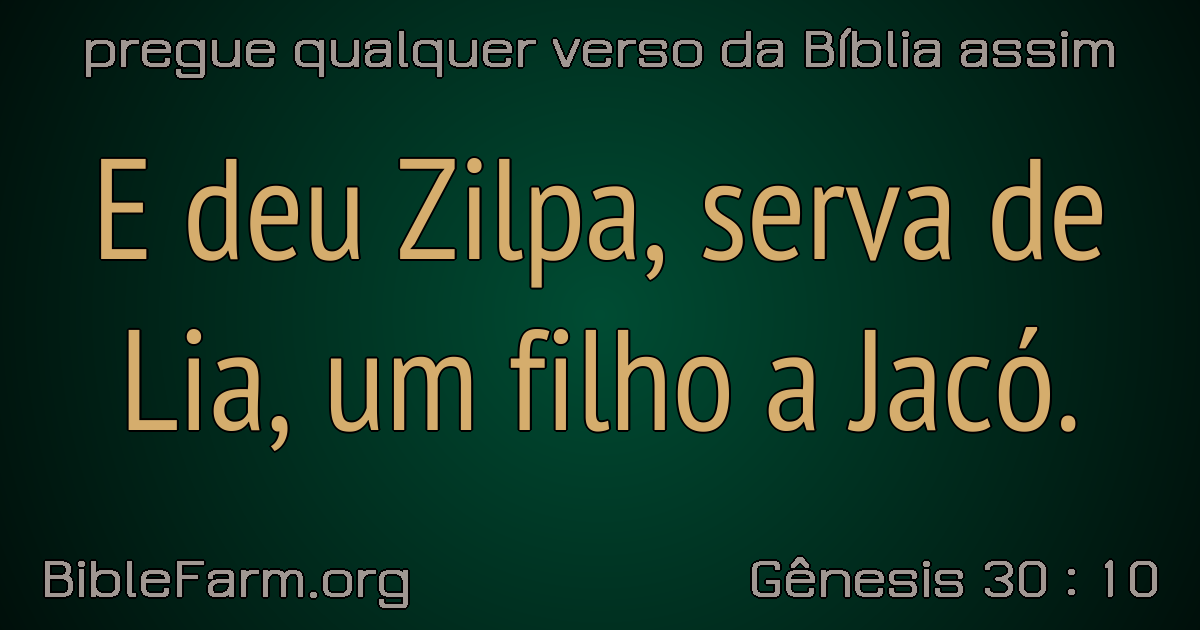 pregue qualquer verso da Bíblia assim
E deu Zilpa, serva de
Lia, um filho a Jacó.
BibleFarm.org
Gênesis 30 : 10